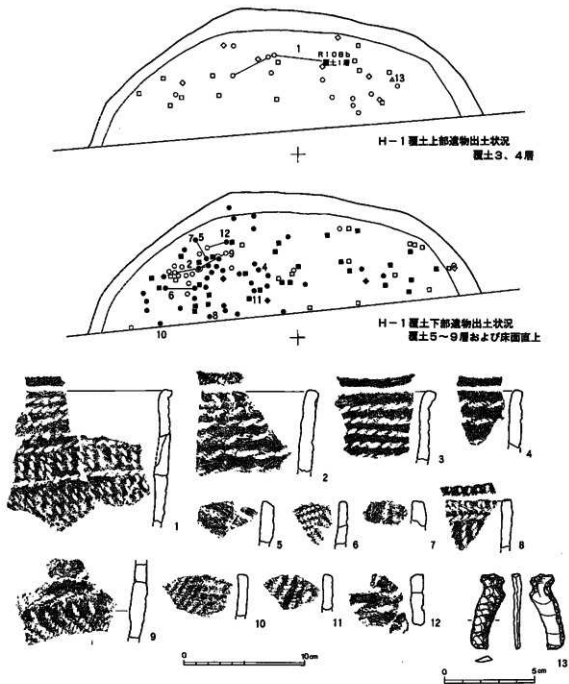 1
R108b
覆土1層
13
H-1覆土上部遺物出土状況
覆土3、4層
7 5 12
9
2 4
6 11
8
10
H-1覆土下部遺物出土状況
覆土5~9層および床面直上
1 2 3 4
5 6 7 8
9 10 11 12 13
0 10cm
0 5cm